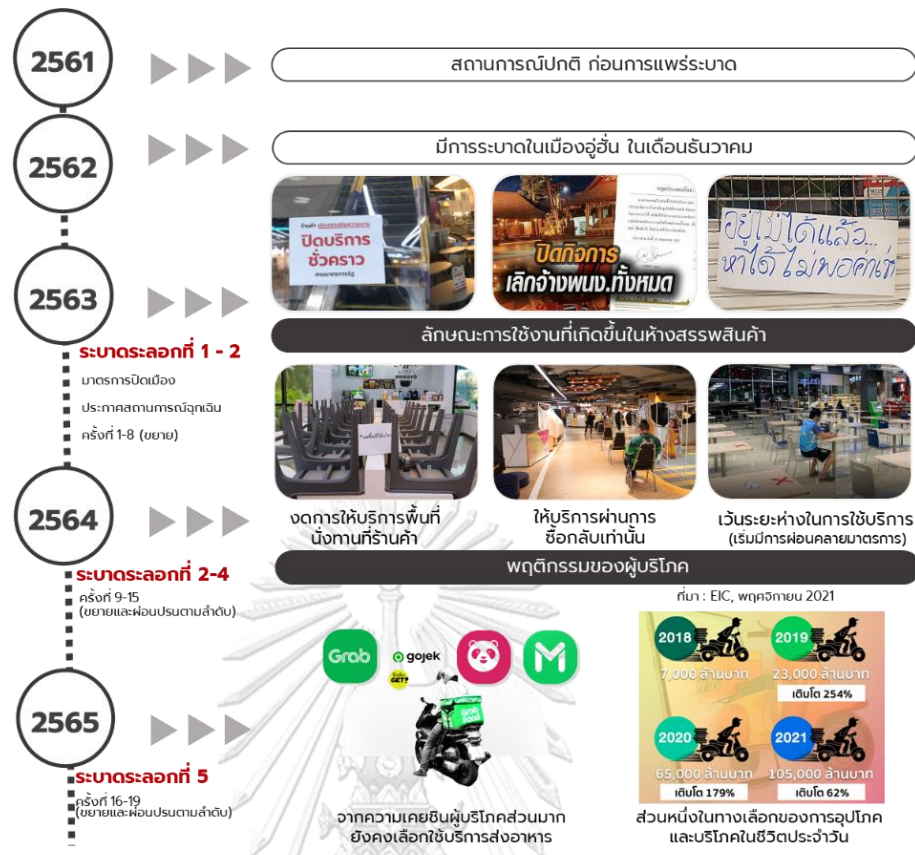 2561
สถานการณ์ปกติ ก่อนการแพร่ระบาด
2562
มีการระบาดในเมืองอู่ฮั่น ในเดือนธันวาคม
ปิดบริการ
ชั่วคราว
ตามมาตรการรัฐ
ปิดกิจการ
เลิกจ้างพนง.ทั้งหมด
อยู่ไม่ได้แล้ว...
หาได้ไม่พอค่าเช่า
2563
ลักษณะการใช้งานที่เกิดขึ้นในห้างสรรพสินค้า
ระบาดระลอกที่ 1 - 2
มาตรการปิดเมือง
ประกาศสถานการณ์ฉุกเฉิน
ครั้งที่ 1-8 (ขยาย)
2564
งดการให้บริการพื้นที่
นั่งทานที่ร้านค้า
ให้บริการผ่านการ
ซื้อกลับเท่านั้น
เว้นระยะห่างในการใช้บริการ
(เริ่มมีการผ่อนคลายมาตรการ)
ระบาดระลอกที่ 2-4
ครั้งที่ 9-15
(ขยายและผ่อนปรนตามลำดับ)
พฤติกรรมของผู้บริโภค
ที่มา : EIC, พฤศจิกายน 2021
Grab
gojek
GET
Grab
FOOD
2018
7,000 ล้านบาท
2019
23,000 ล้านบาท
เติบโต 254%
2020
65,000 ล้านบาท
เติบโต 179%
2021
105,000 ล้านบาท
เติบโต 62%
2565
ระบาดระลอกที่ 5
ครั้งที่ 16-19
(ขยายและผ่อนปรนตามลำดับ)
จากความเคยชินผู้บริโภคส่วนมาก
ยังคงเลือกใช้บริการส่งอาหาร
ส่วนหนึ่งในทางเลือกของการอุปโภค
และบริโภคในชีวิตประจำวัน